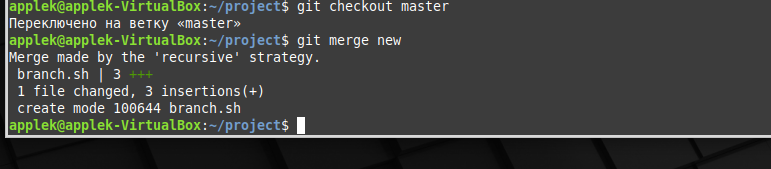 applek@applek-VirtualBox:~/project$ git checkout master
Переключено на ветку «master»
applek@applek-VirtualBox:~/project$ git merge new
Merge made by the 'recursive' strategy.
 branch.sh | 3 +++
 1 file changed, 3 insertions(+)
 create mode 100644 branch.sh
applek@applek-VirtualBox:~/project$